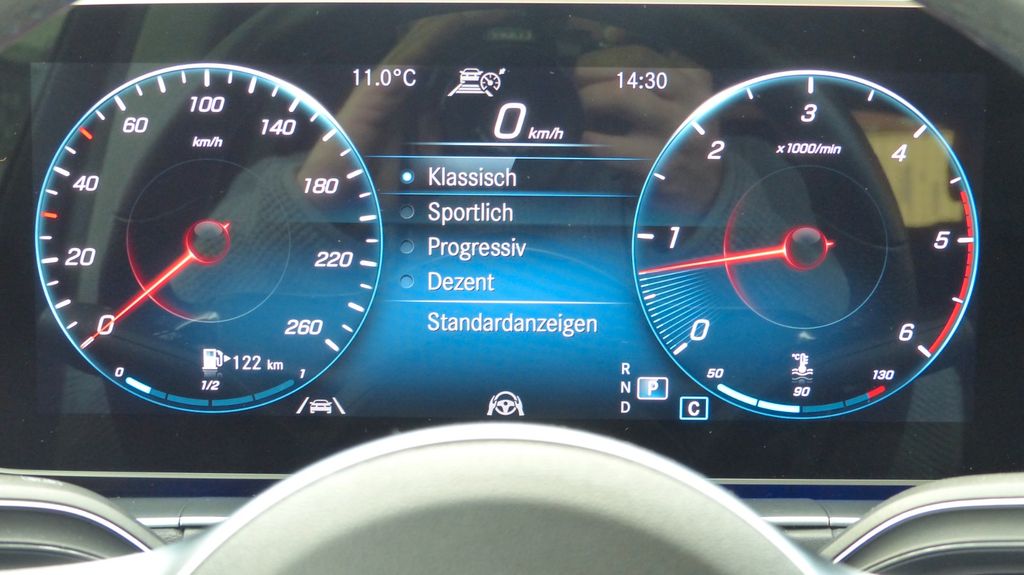 11.0°C
14:30
0 km/h
Klassisch
Sportlich
Progressiv
Dezent
Standardanzeigen
km/h
0
20
40
60
100
140
180
220
260
122 km
0
1/2
1
x1000/min
0
1
2
3
4
5
6
°C
50
90
130
R
N
P
D
C